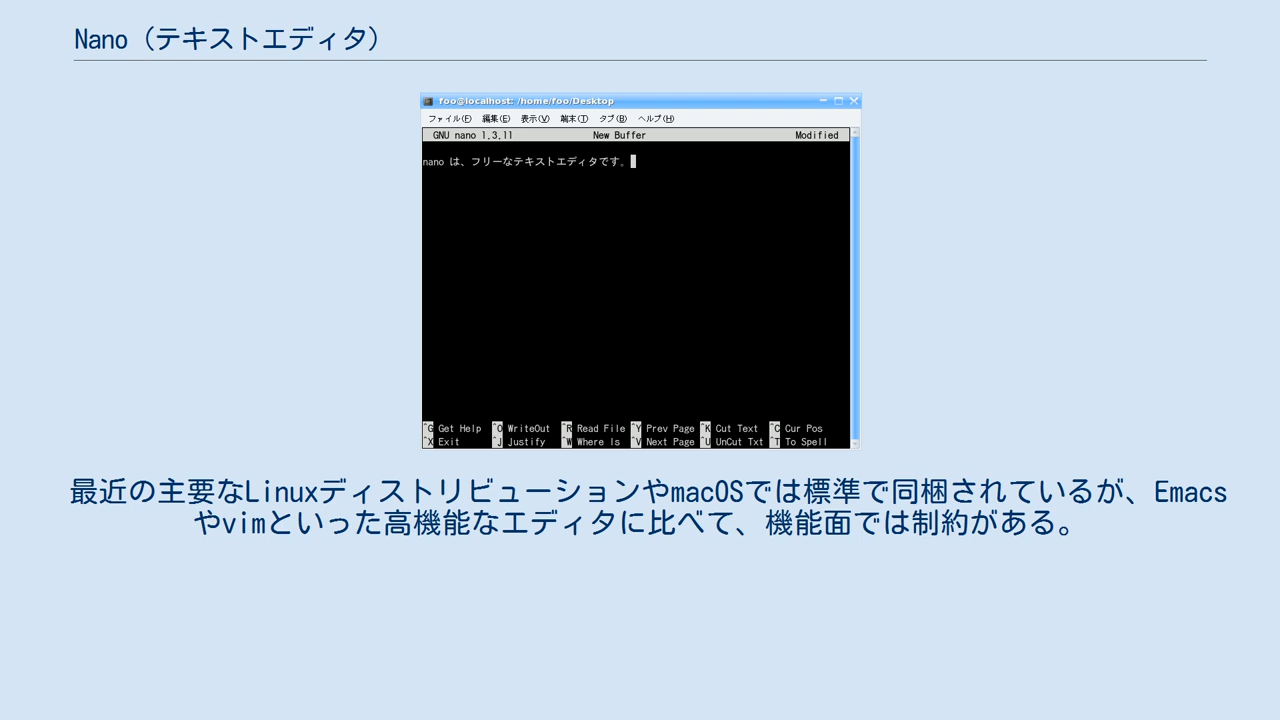 Nano（テキストエディタ）
foo@localhost: /home/foo/Desktop
ファイル(F) 編集(E) 表示(V) 端末(T) タブ(B) ヘルプ(H)
GNU nano 1.3.11 New Buffer Modified
nano は、フリーなテキストエディタです。
^G Get Help ^O WriteOut ^R Read File ^Y Prev Page ^K Cut Text ^C Cur Pos
^X Exit ^J Justify ^W Where Is ^V Next Page ^U UnCut Txt ^T To Spell
最近の主要なLinuxディストリビューションやmacOSでは標準で同梱されているが、Emacs
やvimといった高機能なエディタに比べて、機能面では制約がある。